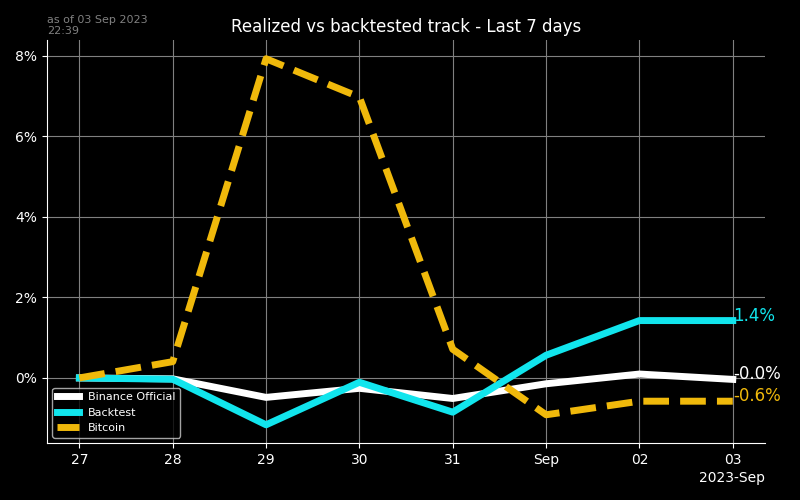 as of 03 Sep 2023
22:39
Realized vs backtested track - Last 7 days
8%
6%
4%
2%
0%
1.4%
-0.0%
-0.6%
Binance Official
Backtest
Bitcoin
27 28 29 30 31 Sep 02 03
2023-Sep